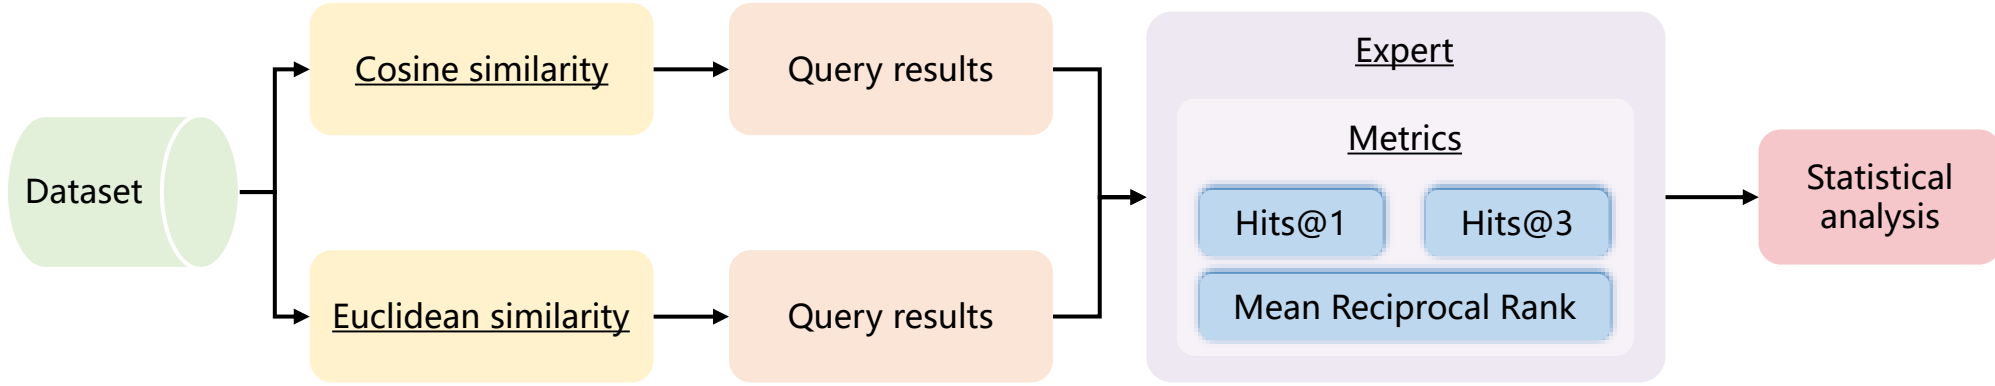 Dataset
Cosine similarity
Query results
Euclidean similarity
Query results
Expert
Metrics
Hits@1
Hits@3
Mean Reciprocal Rank
Statistical
analysis